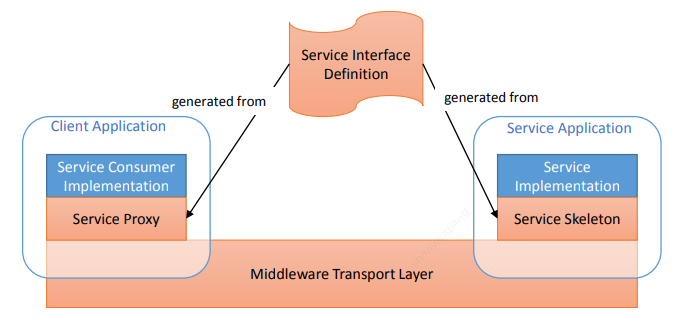 Service Interface
Definition
generated from
generated from
Client Application
Service Application
Service Consumer
Implementation
Service
Implementation
Service Proxy
Service Skeleton
Middleware Transport Layer